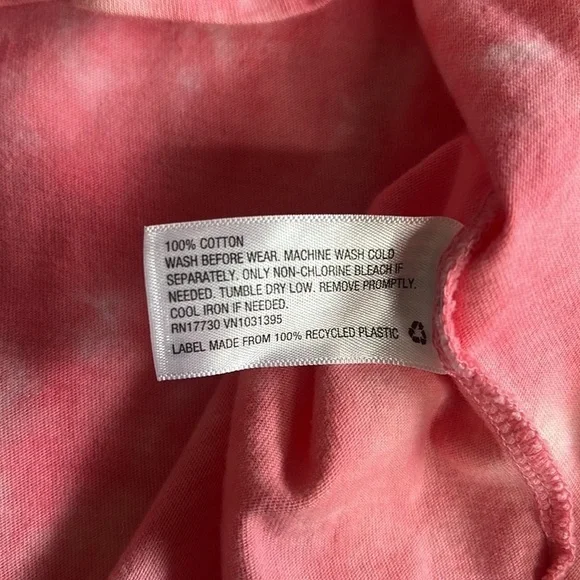 100% COTTON
WASH BEFORE WEAR. MACHINE WASH COLD
SEPARATELY. ONLY NON-CHLORINE BLEACH IF
NEEDED. TUMBLE DRY LOW. REMOVE PROMPTLY.
COOL IRON IF NEEDED.
RN17730 VN1031395
LABEL MADE FROM 100% RECYCLED PLASTIC